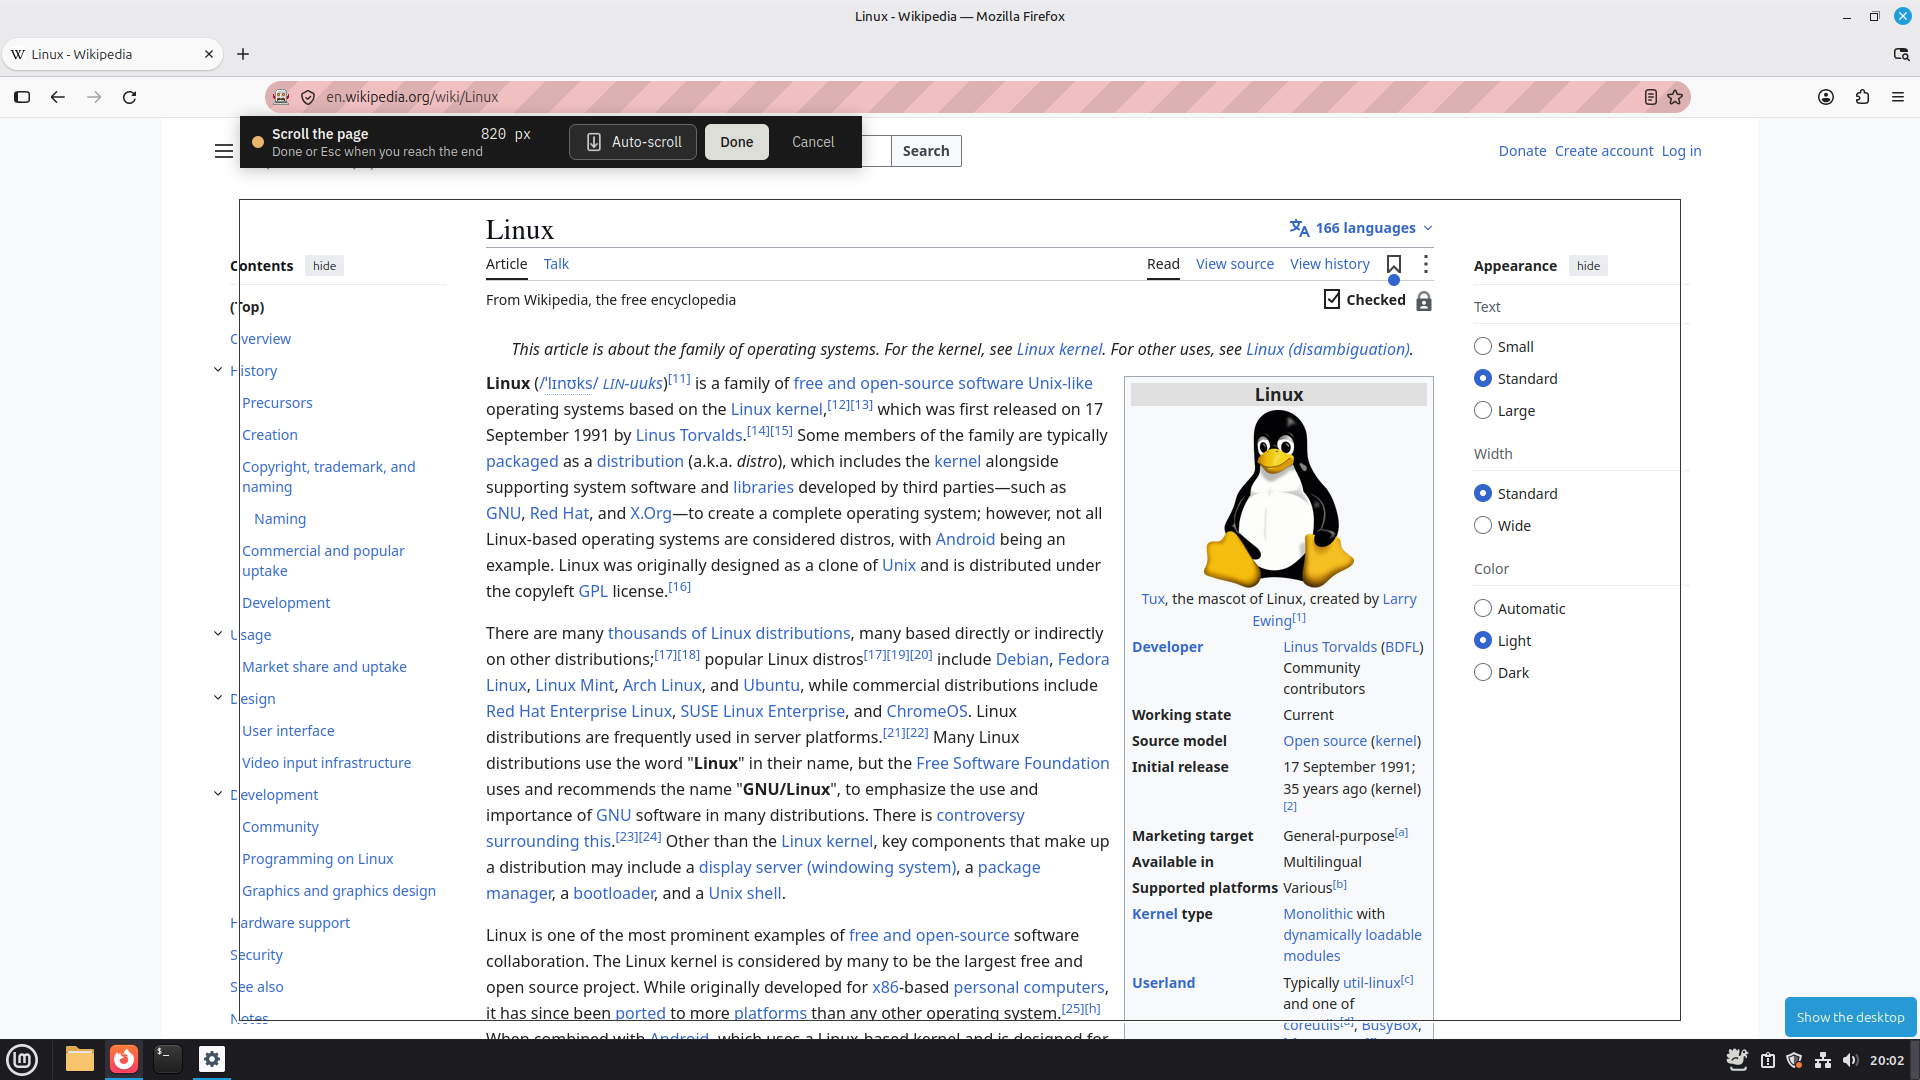 Linux - Wikipedia — Mozilla Firefox
Linux - Wikipedia
en.wikipedia.org/wiki/Linux
Scroll the page
Done or Esc when you reach the end
820 px
Auto-scroll
Done
Cancel
Search
Donate Create account Log in
Contents hide
(Top)
Overview
History
Precursors
Creation
Copyright, trademark, and
naming
Naming
Commercial and popular
uptake
Development
Usage
Market share and uptake
Design
User interface
Video input infrastructure
Development
Community
Programming on Linux
Graphics and graphics design
Hardware support
Security
See also
Notes
Linux
166 languages
Article Talk
Read View source View history
From Wikipedia, the free encyclopedia
Checked
This article is about the family of operating systems. For the kernel, see Linux kernel. For other uses, see Linux (disambiguation).
Linux (/ˈlɪnʊks/ LIN-uuks)[11] is a family of free and open-source software Unix-like
operating systems based on the Linux kernel,[12][13] which was first released on 17
September 1991 by Linus Torvalds.[14][15] Some members of the family are typically
packaged as a distribution (a.k.a. distro), which includes the kernel alongside
supporting system software and libraries developed by third parties—such as
GNU, Red Hat, and X.Org—to create a complete operating system; however, not all
Linux-based operating systems are considered distros, with Android being an
example. Linux was originally designed as a clone of Unix and is distributed under
the copyleft GPL license.[16]
There are many thousands of Linux distributions, many based directly or indirectly
on other distributions;[17][18] popular Linux distros[17][19][20] include Debian, Fedora
Linux, Linux Mint, Arch Linux, and Ubuntu, while commercial distributions include
Red Hat Enterprise Linux, SUSE Linux Enterprise, and ChromeOS. Linux
distributions are frequently used in server platforms.[21][22] Many Linux
distributions use the word "Linux" in their name, but the Free Software Foundation
uses and recommends the name "GNU/Linux", to emphasize the use and
importance of GNU software in many distributions. There is controversy
surrounding this.[23][24] Other than the Linux kernel, key components that make up
a distribution may include a display server (windowing system), a package
manager, a bootloader, and a Unix shell.
Linux is one of the most prominent examples of free and open-source software
collaboration. The Linux kernel is considered by many to be the largest free and
open source project. While originally developed for x86-based personal computers,
it has since been ported to more platforms than any other operating system.[25][h]
When combined with Android, which uses a Linux-based kernel and is designed for
Linux
Tux, the mascot of Linux, created by Larry
Ewing[1]
Developer Linus Torvalds (BDFL)
Community
contributors
Working state Current
Source model Open source (kernel)
Initial release 17 September 1991;
35 years ago (kernel)
[2]
Marketing target General-purpose[a]
Available in Multilingual
Supported platforms Various[b]
Kernel type Monolithic with
dynamically loadable
modules
Userland Typically util-linux[c]
and one of
coreutils[d], BusyBox,
Appearance hide
Text
Small
Standard
Large
Width
Standard
Wide
Color
Automatic
Light
Dark
Show the desktop
20:02